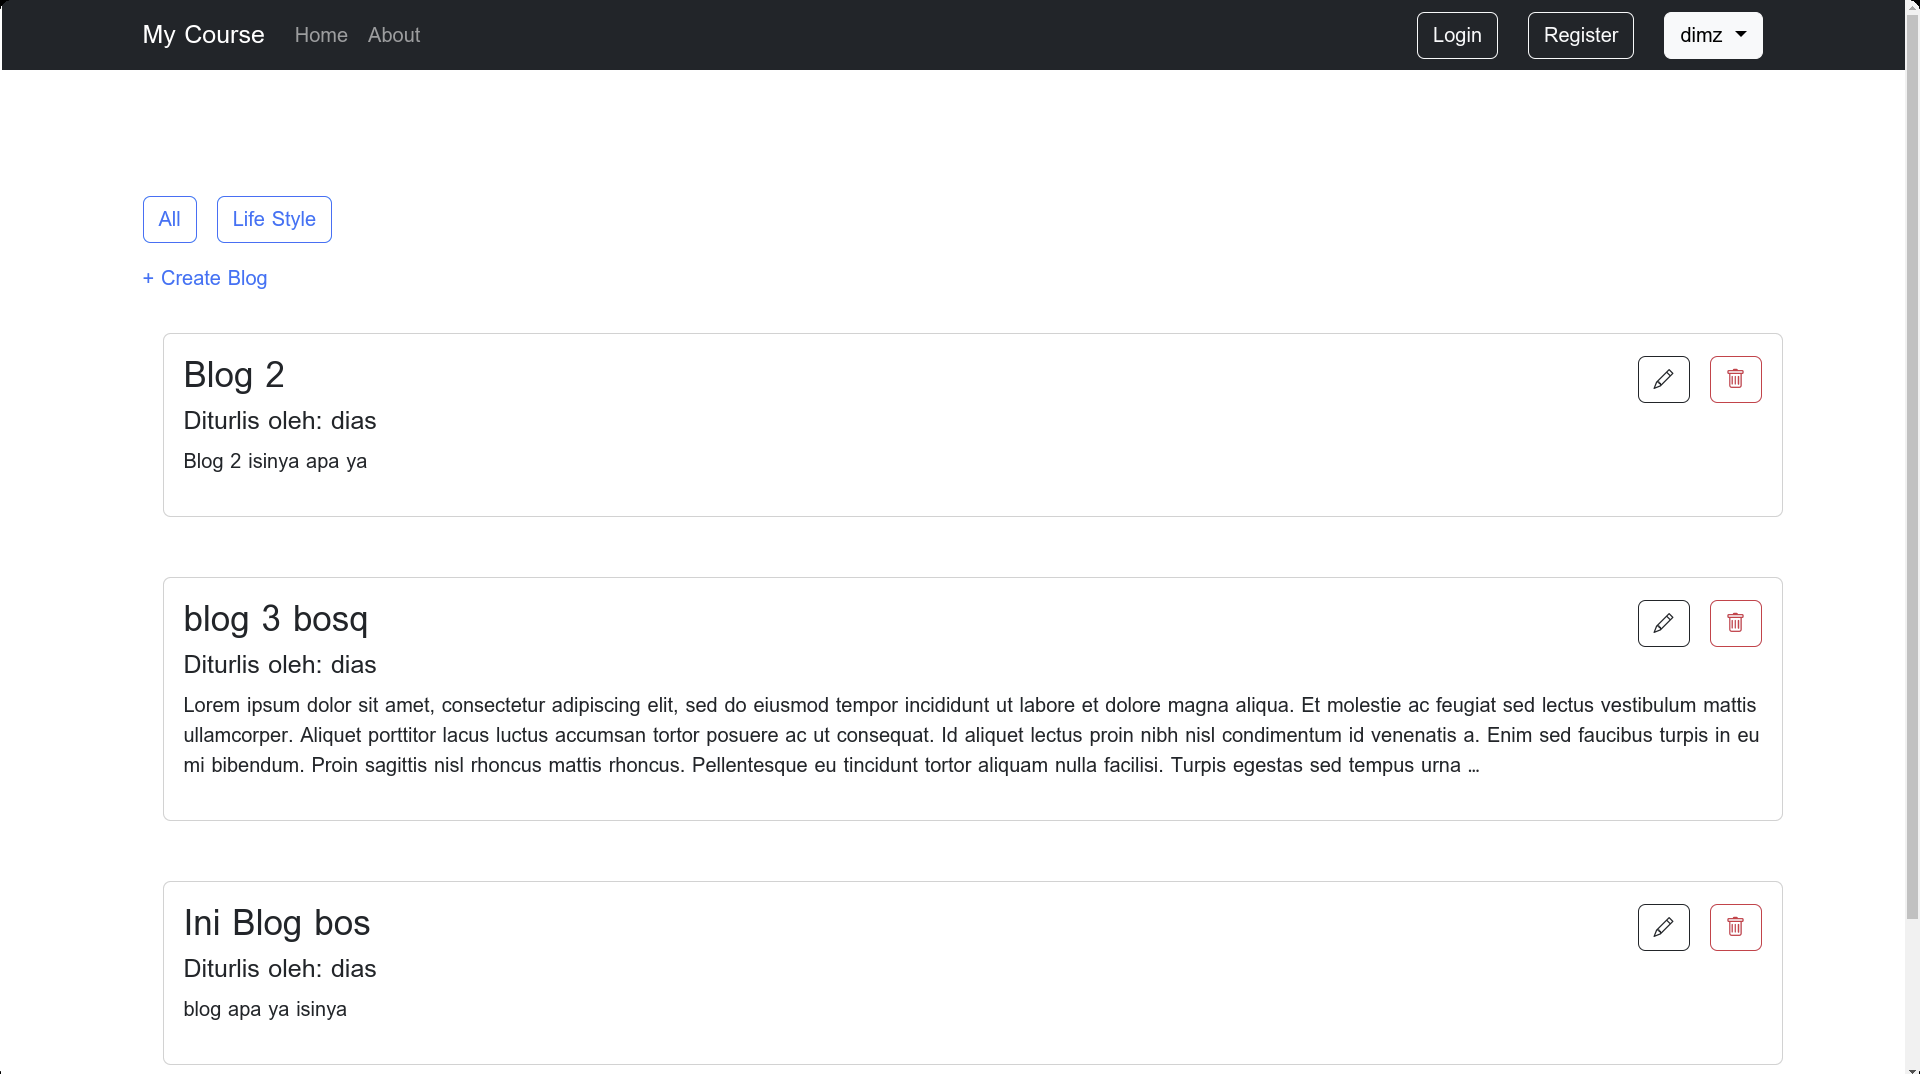 My Course Home About Login Register dimz
All Life Style
+ Create Blog
Blog 2
Diturlis oleh: dias
Blog 2 isinya apa ya
blog 3 bosq
Diturlis oleh: dias
Lorem ipsum dolor sit amet, consectetur adipiscing elit, sed do eiusmod tempor incididunt ut labore et dolore magna aliqua. Et molestie ac feugiat sed lectus vestibulum mattis
ullamcorper. Aliquet porttitor lacus luctus accumsan tortor posuere ac ut consequat. Id aliquet lectus proin nibh nisl condimentum id venenatis a. Enim sed faucibus turpis in eu
mi bibendum. Proin sagittis nisl rhoncus mattis rhoncus. Pellentesque eu tincidunt tortor aliquam nulla facilisi. Turpis egestas sed tempus urna ...
Ini Blog bos
Diturlis oleh: dias
blog apa ya isinya